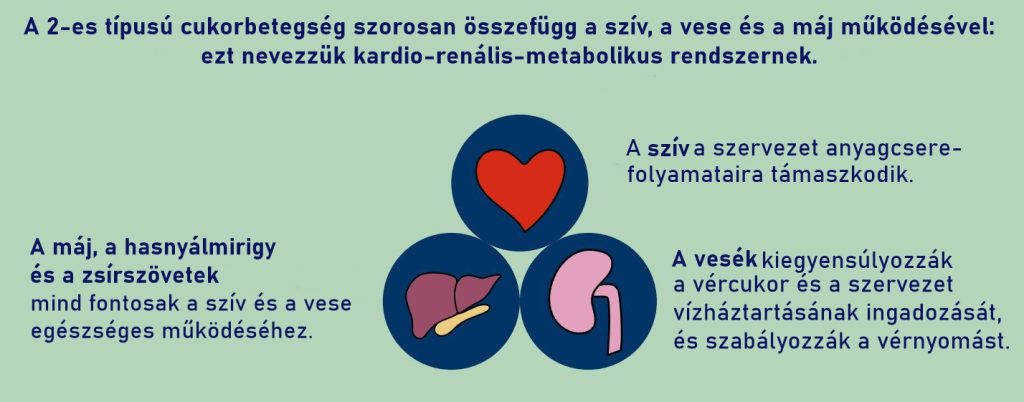 A 2-es típusú cukorbetegség szorosan összefügg a szív, a vese és a máj működésével:
ezt nevezzük kardio-renális-metabolikus rendszernek.
A szív a szervezet anyagcsere-
folyamataira támaszkodik.
A máj, a hasnyálmirigy
és a zsírszövetek
mind fontosak a szív és a vese
egészséges működéséhez.
A vesék kiegyensúlyozzák
a vércukor és a szervezet
vízháztartásának ingadozását,
és szabályozzák a vérnyomást.